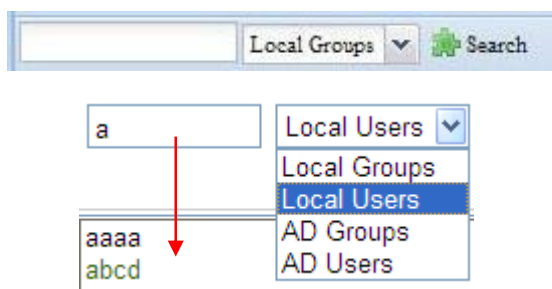 Local Groups Search
a Local Users
Local Groups
Local Users
AD Groups
AD Users
aaaa
abcd